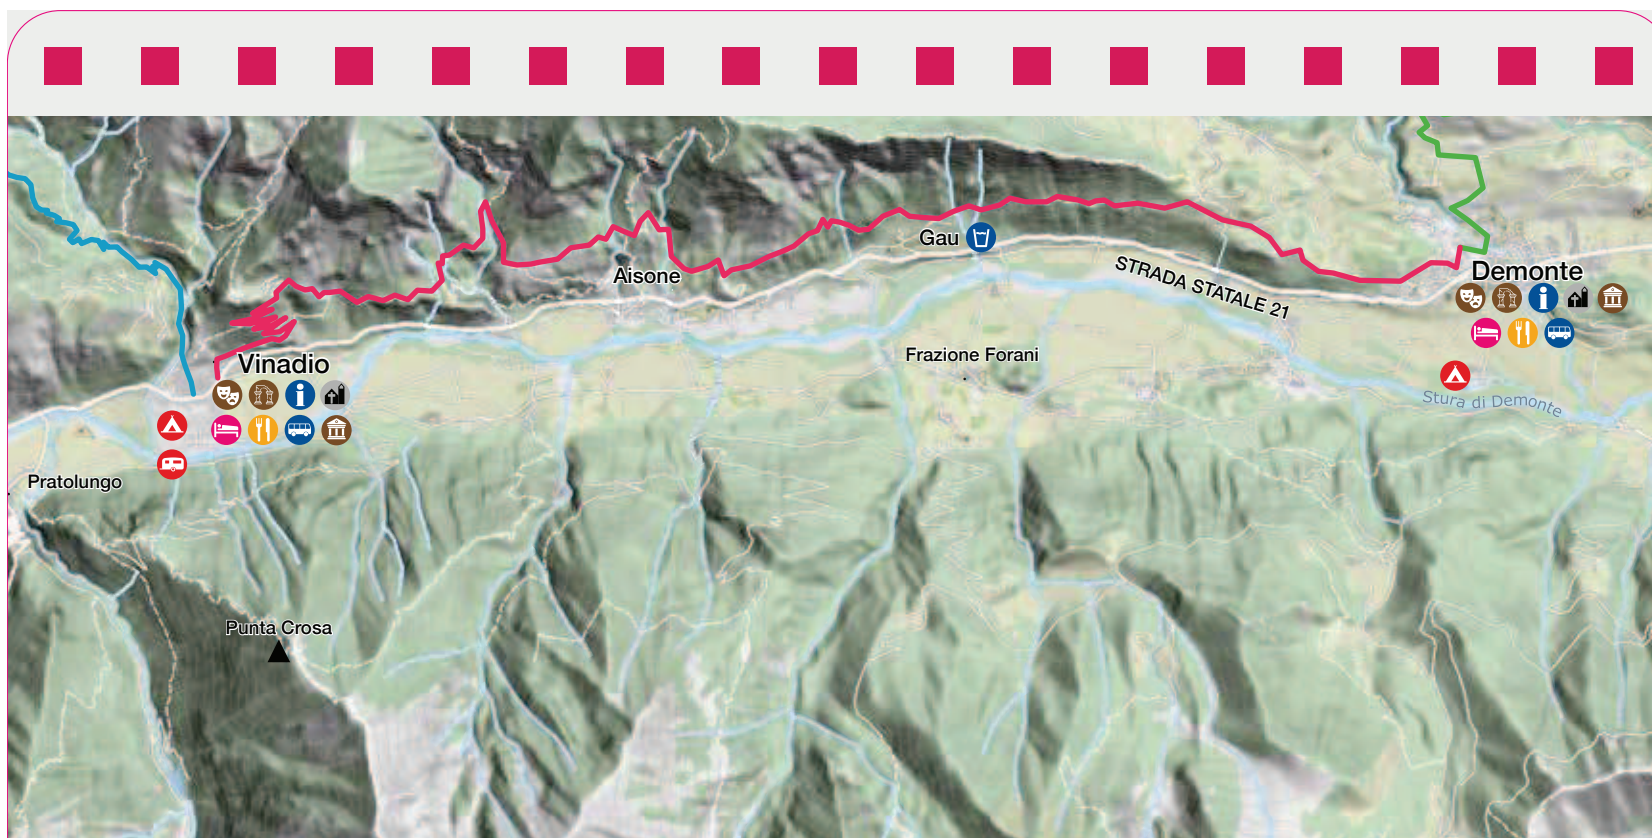 Gau
Aisone
STRADA STATALE 21
Demonte
Vinadio
Frazione Forani
Stura di Demonte
Pratolungo
Punta Crosa